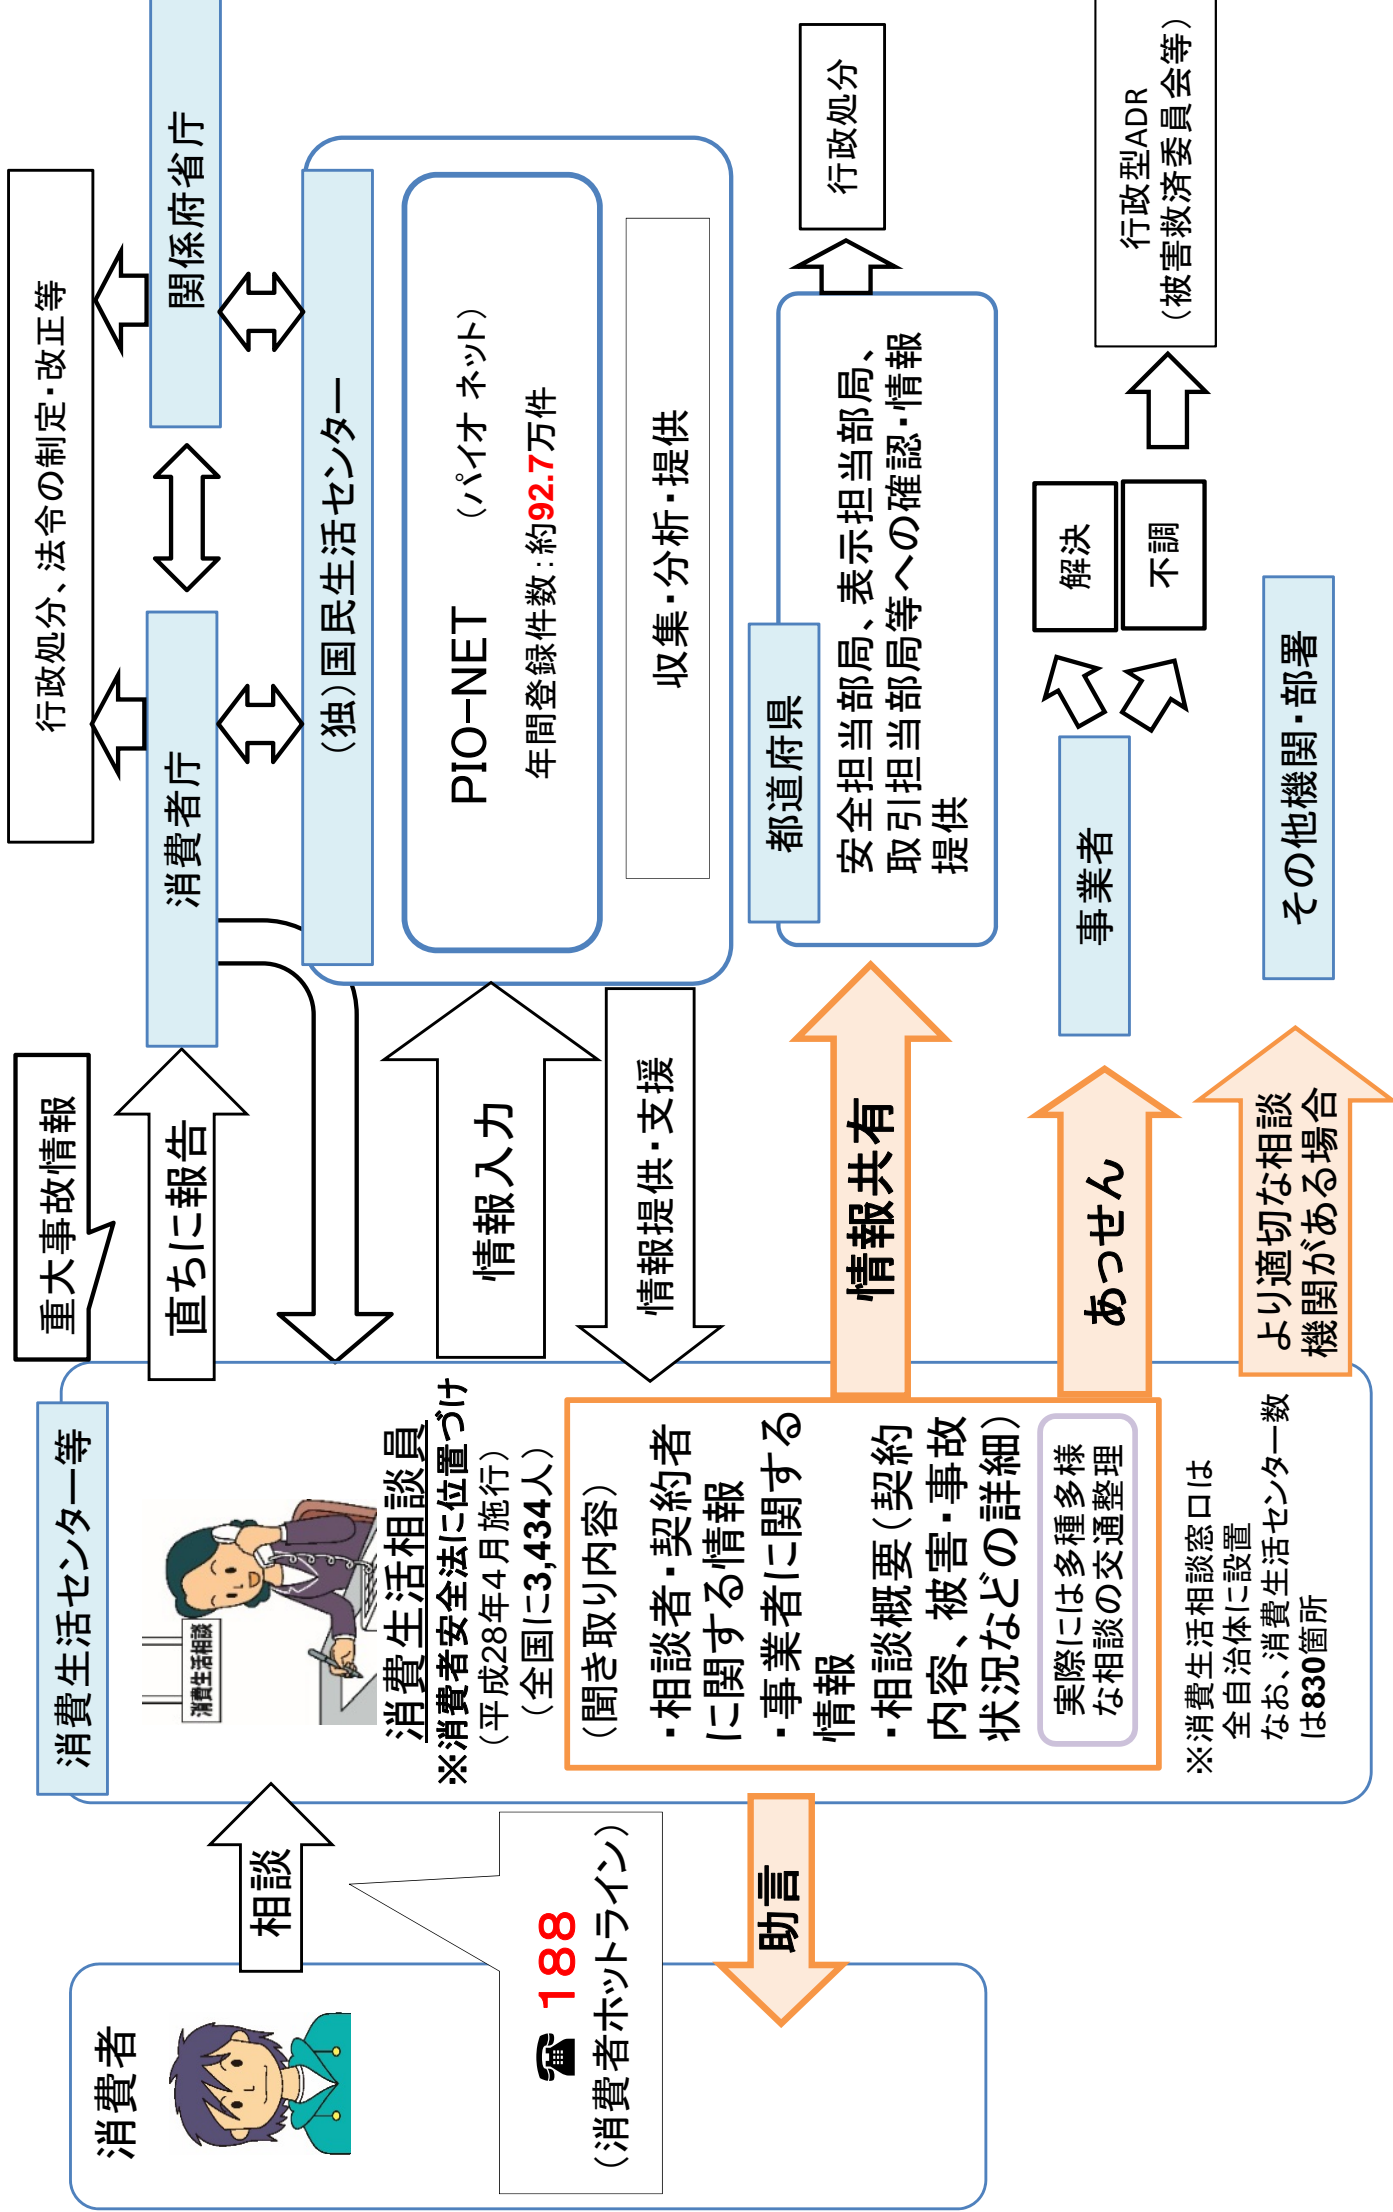 消費者
相談
☎ 188
（消費者ホットライン）
助言
消費生活センター等
消費生活相談
消費生活相談員
※消費者安全法に位置づけ
（平成28年4月施行）
（全国に3,434人）
（聞き取り内容）
・相談者・契約者
に関する情報
・事業者に関する
情報
・相談概要（契約
内容、被害・事故
状況などの詳細）
実際には多種多様
な相談の交通整理
※消費生活相談窓口は
全自治体に設置
なお、消費生活センター数
は830箇所
重大事故情報
直ちに報告
情報入力
情報提供・支援
情報共有
あっせん
より適切な相談
機関がある場合
行政処分、法令の制定・改正等
消費者庁
関係府省庁
（独）国民生活センター
PIO-NET （パイオ ネット）
年間登録件数：約92.7万件
収集・分析・提供
都道府県
安全担当部局、表示担当部局、
取引担当部局等への確認・情報
提供
行政処分
事業者
解決
不調
行政型ADR
（被害救済委員会等）
その他機関・部署